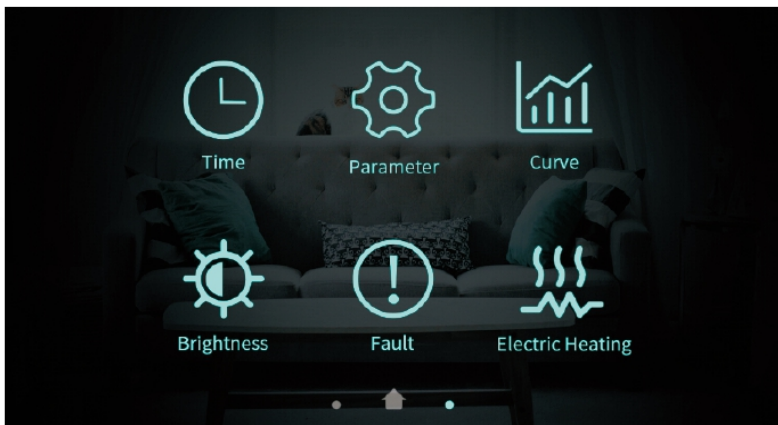 Time
Parameter
Curve
Brightness
Fault
Electric Heating